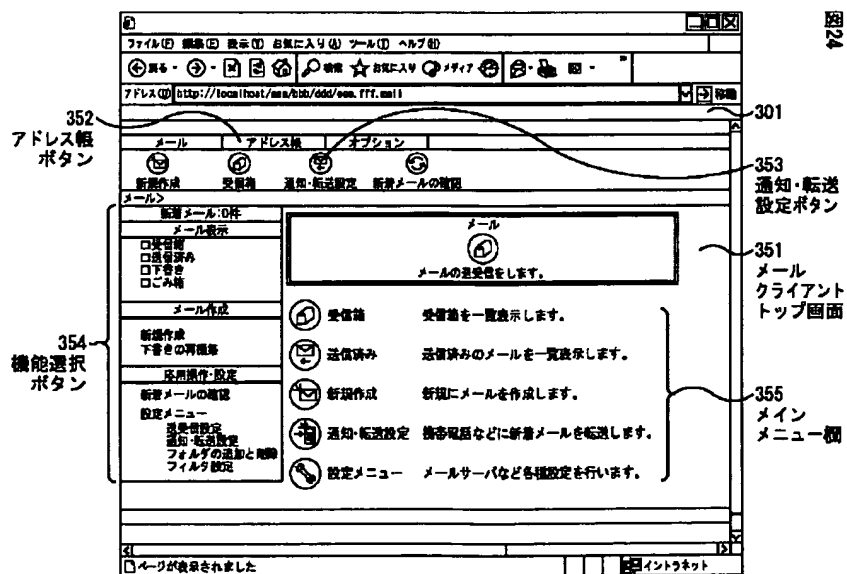 図24
ファイル(F) 編集(E) 表示(V) お気に入り(A) ツール(T) ヘルプ(H)
戻る 検索 お気に入り メディア
アドレス(D) http://localhost/aaa/bbb/ddd/eee.fff.mail 移動
301
352
アドレス帳
ボタン
メール アドレス帳 オプション
新規作成 受信箱 通知・転送設定 新着メールの確認
353
通知・転送
設定ボタン
メール>
新着メール:0件
メール表示
□受信箱
□送信済み
□下書き
□ごみ箱
メール作成
新規作成
下書きの再編集
応用操作・設定
新着メールの確認
設定メニュー
送受信設定
通知・転送設定
フォルダの追加と削除
フィルタ設定
354
機能選択
ボタン
メール
メールの送受信をします。
351
メール
クライアント
トップ画面
受信箱 受信箱を一覧表示します。
送信済み 送信済みのメールを一覧表示します。
新規作成 新規にメールを作成します。
通知・転送設定 携帯電話などに新着メールを転送します。
設定メニュー メールサーバなど各種設定を行います。
355
メイン
メニュー欄
ページが表示されました
イントラネット